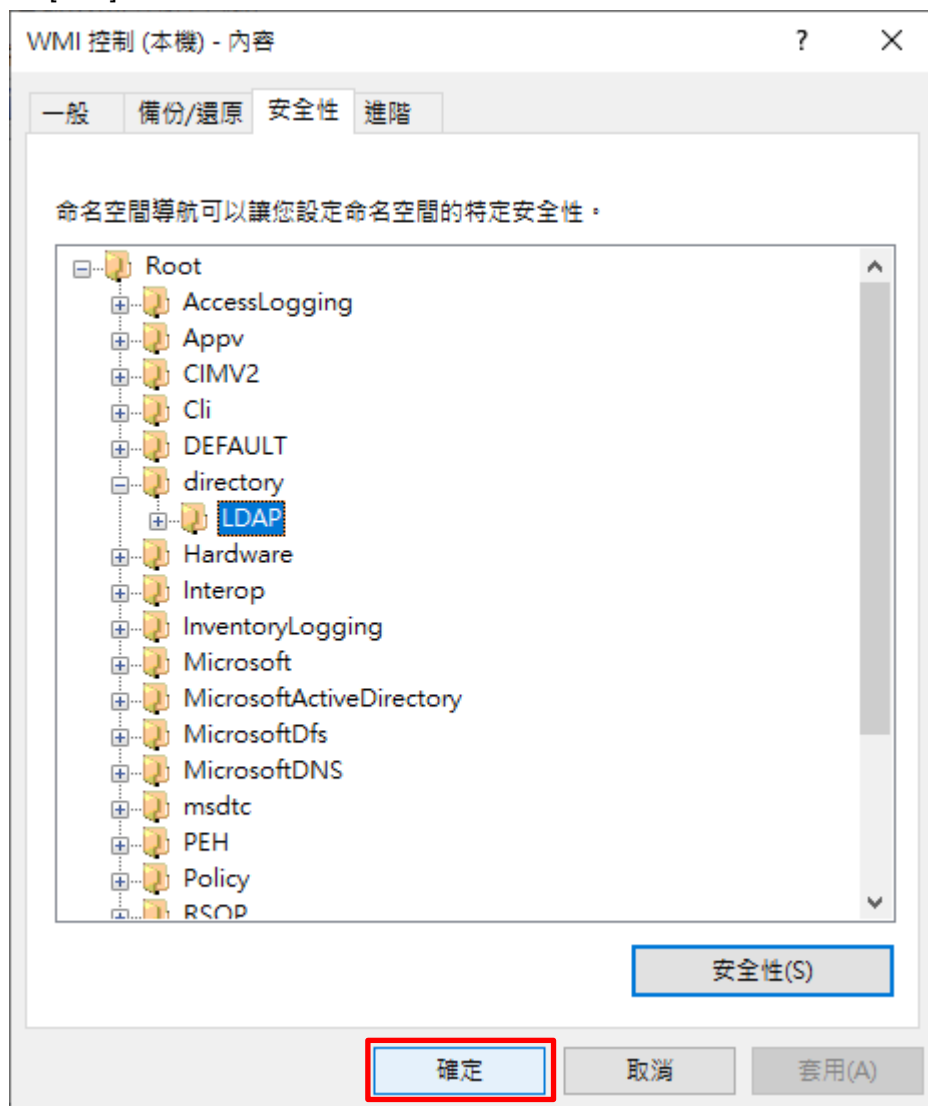 WMI 控制 (本機) - 內容 ? ×
一般 備份/還原 安全性 進階
命名空間導航可以讓您設定命名空間的特定安全性。
Root
AccessLogging
Appv
CIMV2
Cli
DEFAULT
directory
LDAP
Hardware
Interop
InventoryLogging
Microsoft
MicrosoftActiveDirectory
MicrosoftDfs
MicrosoftDNS
msdtc
PEH
Policy
RSOP
安全性(S)
確定 取消 套用(A)